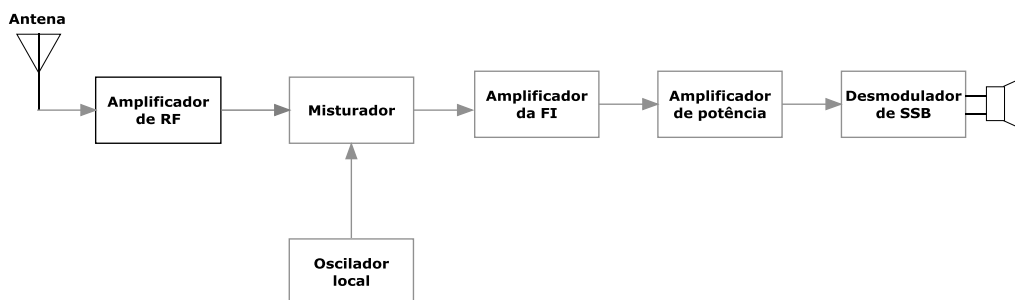 Antena
Amplificador
de RF
Misturador
Amplificador
da FI
Amplificador
de potência
Desmodulador
de SSB
Oscilador
local